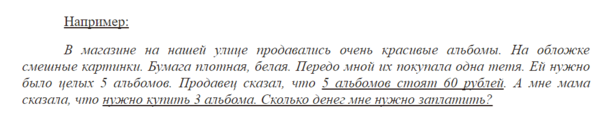 Например:
В магазине на нашей улице продавались очень красивые альбомы. На обложке
смешные картинки. Бумага плотная, белая. Передо мной их покупала одна тетя. Ей нужно
было целых 5 альбомов. Продавец сказал, что 5 альбомов стоят 60 рублей. А мне мама
сказала, что нужно купить 3 альбома. Сколько денег мне нужно заплатить?